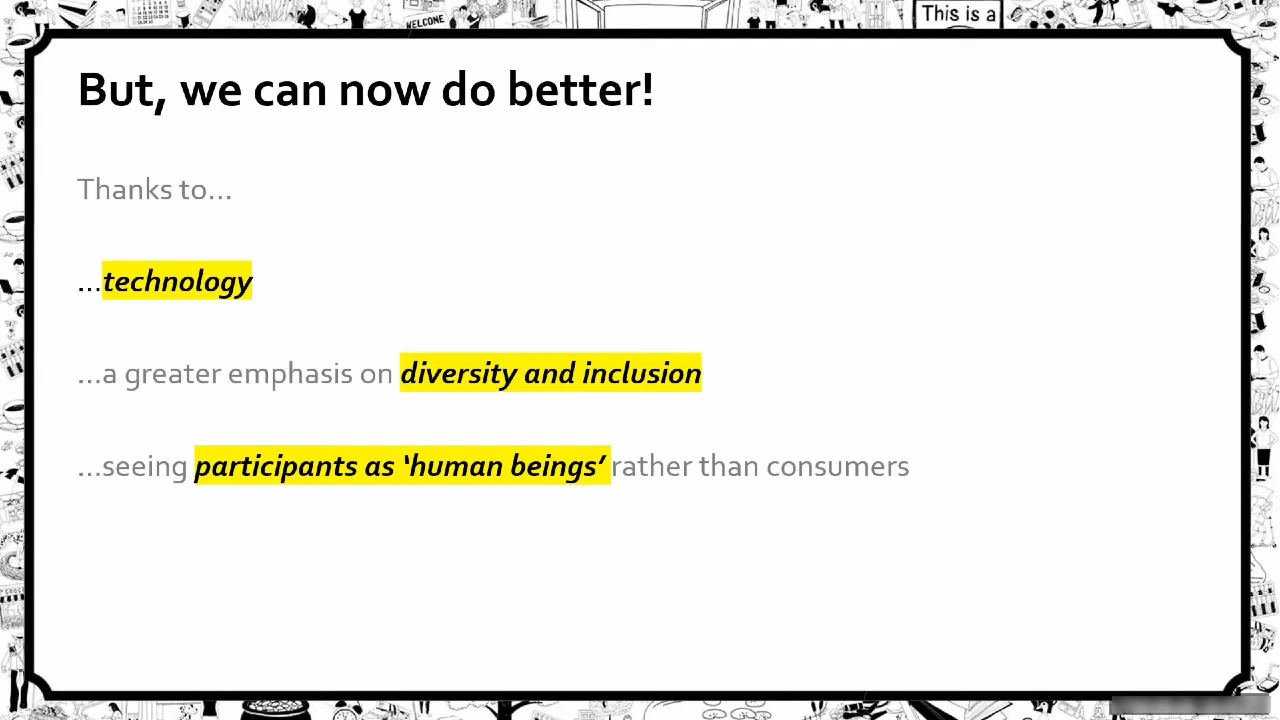 WELCOME
This is a
But, we can now do better!
Thanks to...
...technology
...a greater emphasis on diversity and inclusion
...seeing participants as ‘human beings’ rather than consumers